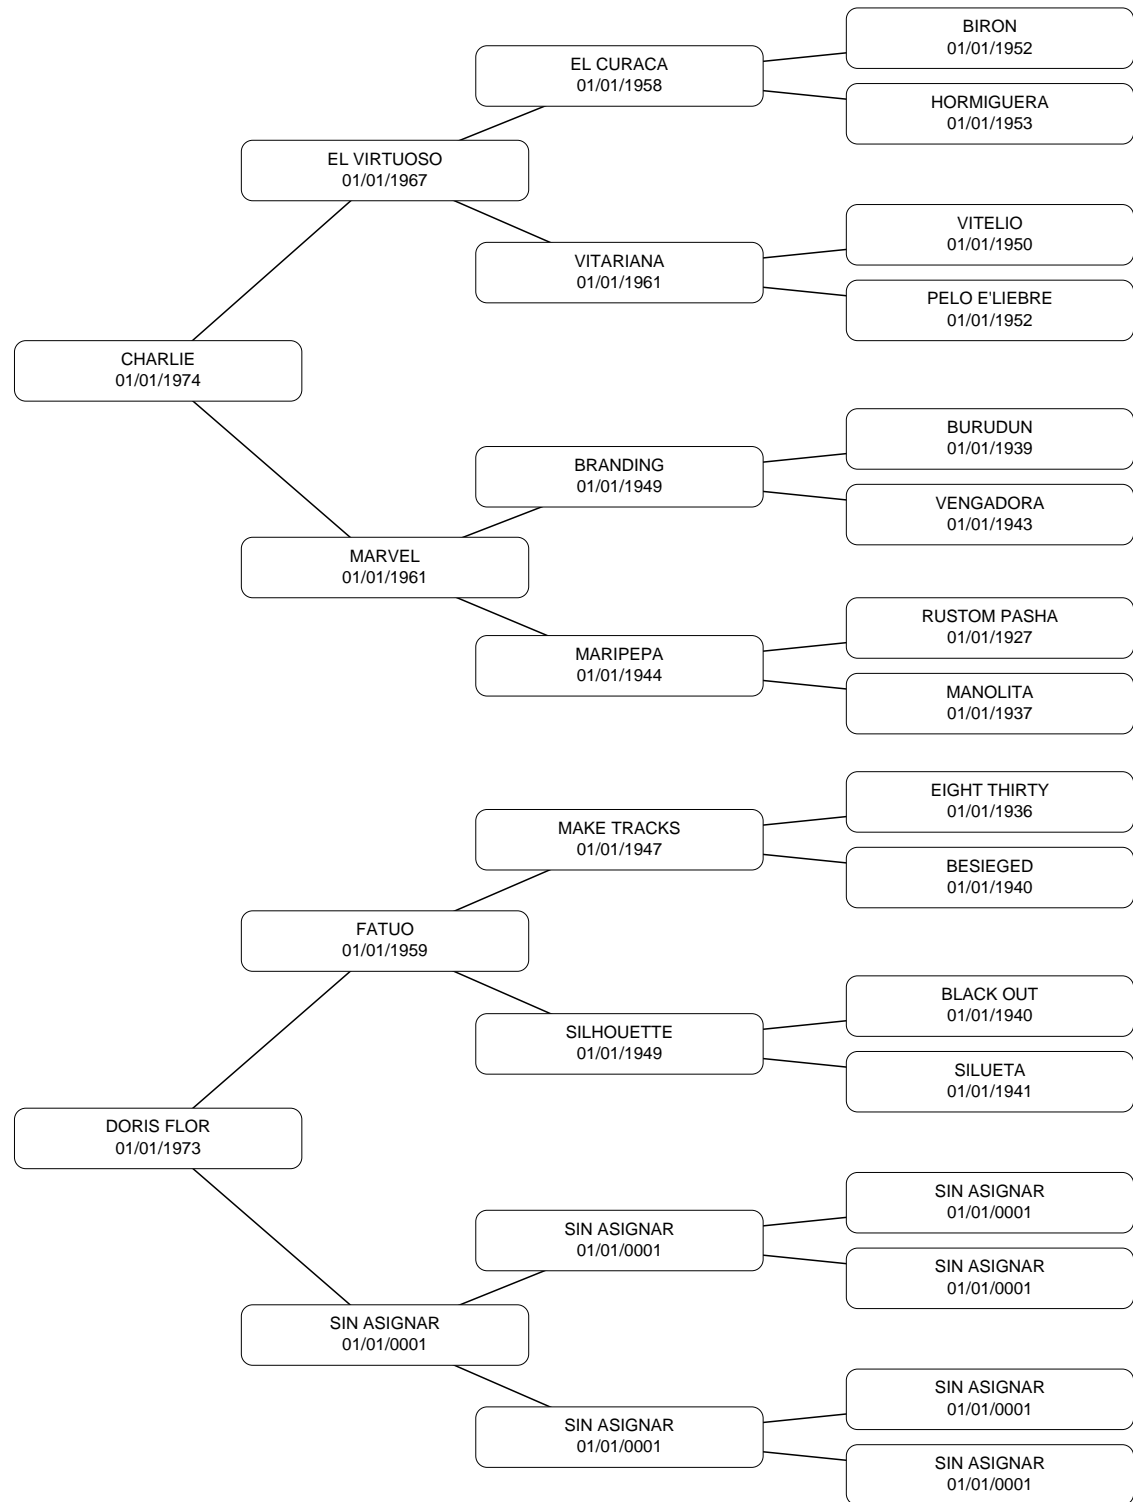 BIRON
01/01/1952
EL CURACA
01/01/1958
HORMIGUERA
01/01/1953
EL VIRTUOSO
01/01/1967
VITELIO
01/01/1950
VITARIANA
01/01/1961
PELO E'LIEBRE
01/01/1952
CHARLIE
01/01/1974
BURUDUN
01/01/1939
BRANDING
01/01/1949
VENGADORA
01/01/1943
MARVEL
01/01/1961
RUSTOM PASHA
01/01/1927
MARIPEPA
01/01/1944
MANOLITA
01/01/1937
EIGHT THIRTY
01/01/1936
MAKE TRACKS
01/01/1947
BESIEGED
01/01/1940
FATUO
01/01/1959
BLACK OUT
01/01/1940
SILHOUETTE
01/01/1949
SILUETA
01/01/1941
DORIS FLOR
01/01/1973
SIN ASIGNAR
01/01/0001
SIN ASIGNAR
01/01/0001
SIN ASIGNAR
01/01/0001
SIN ASIGNAR
01/01/0001
SIN ASIGNAR
01/01/0001
SIN ASIGNAR
01/01/0001
SIN ASIGNAR
01/01/0001